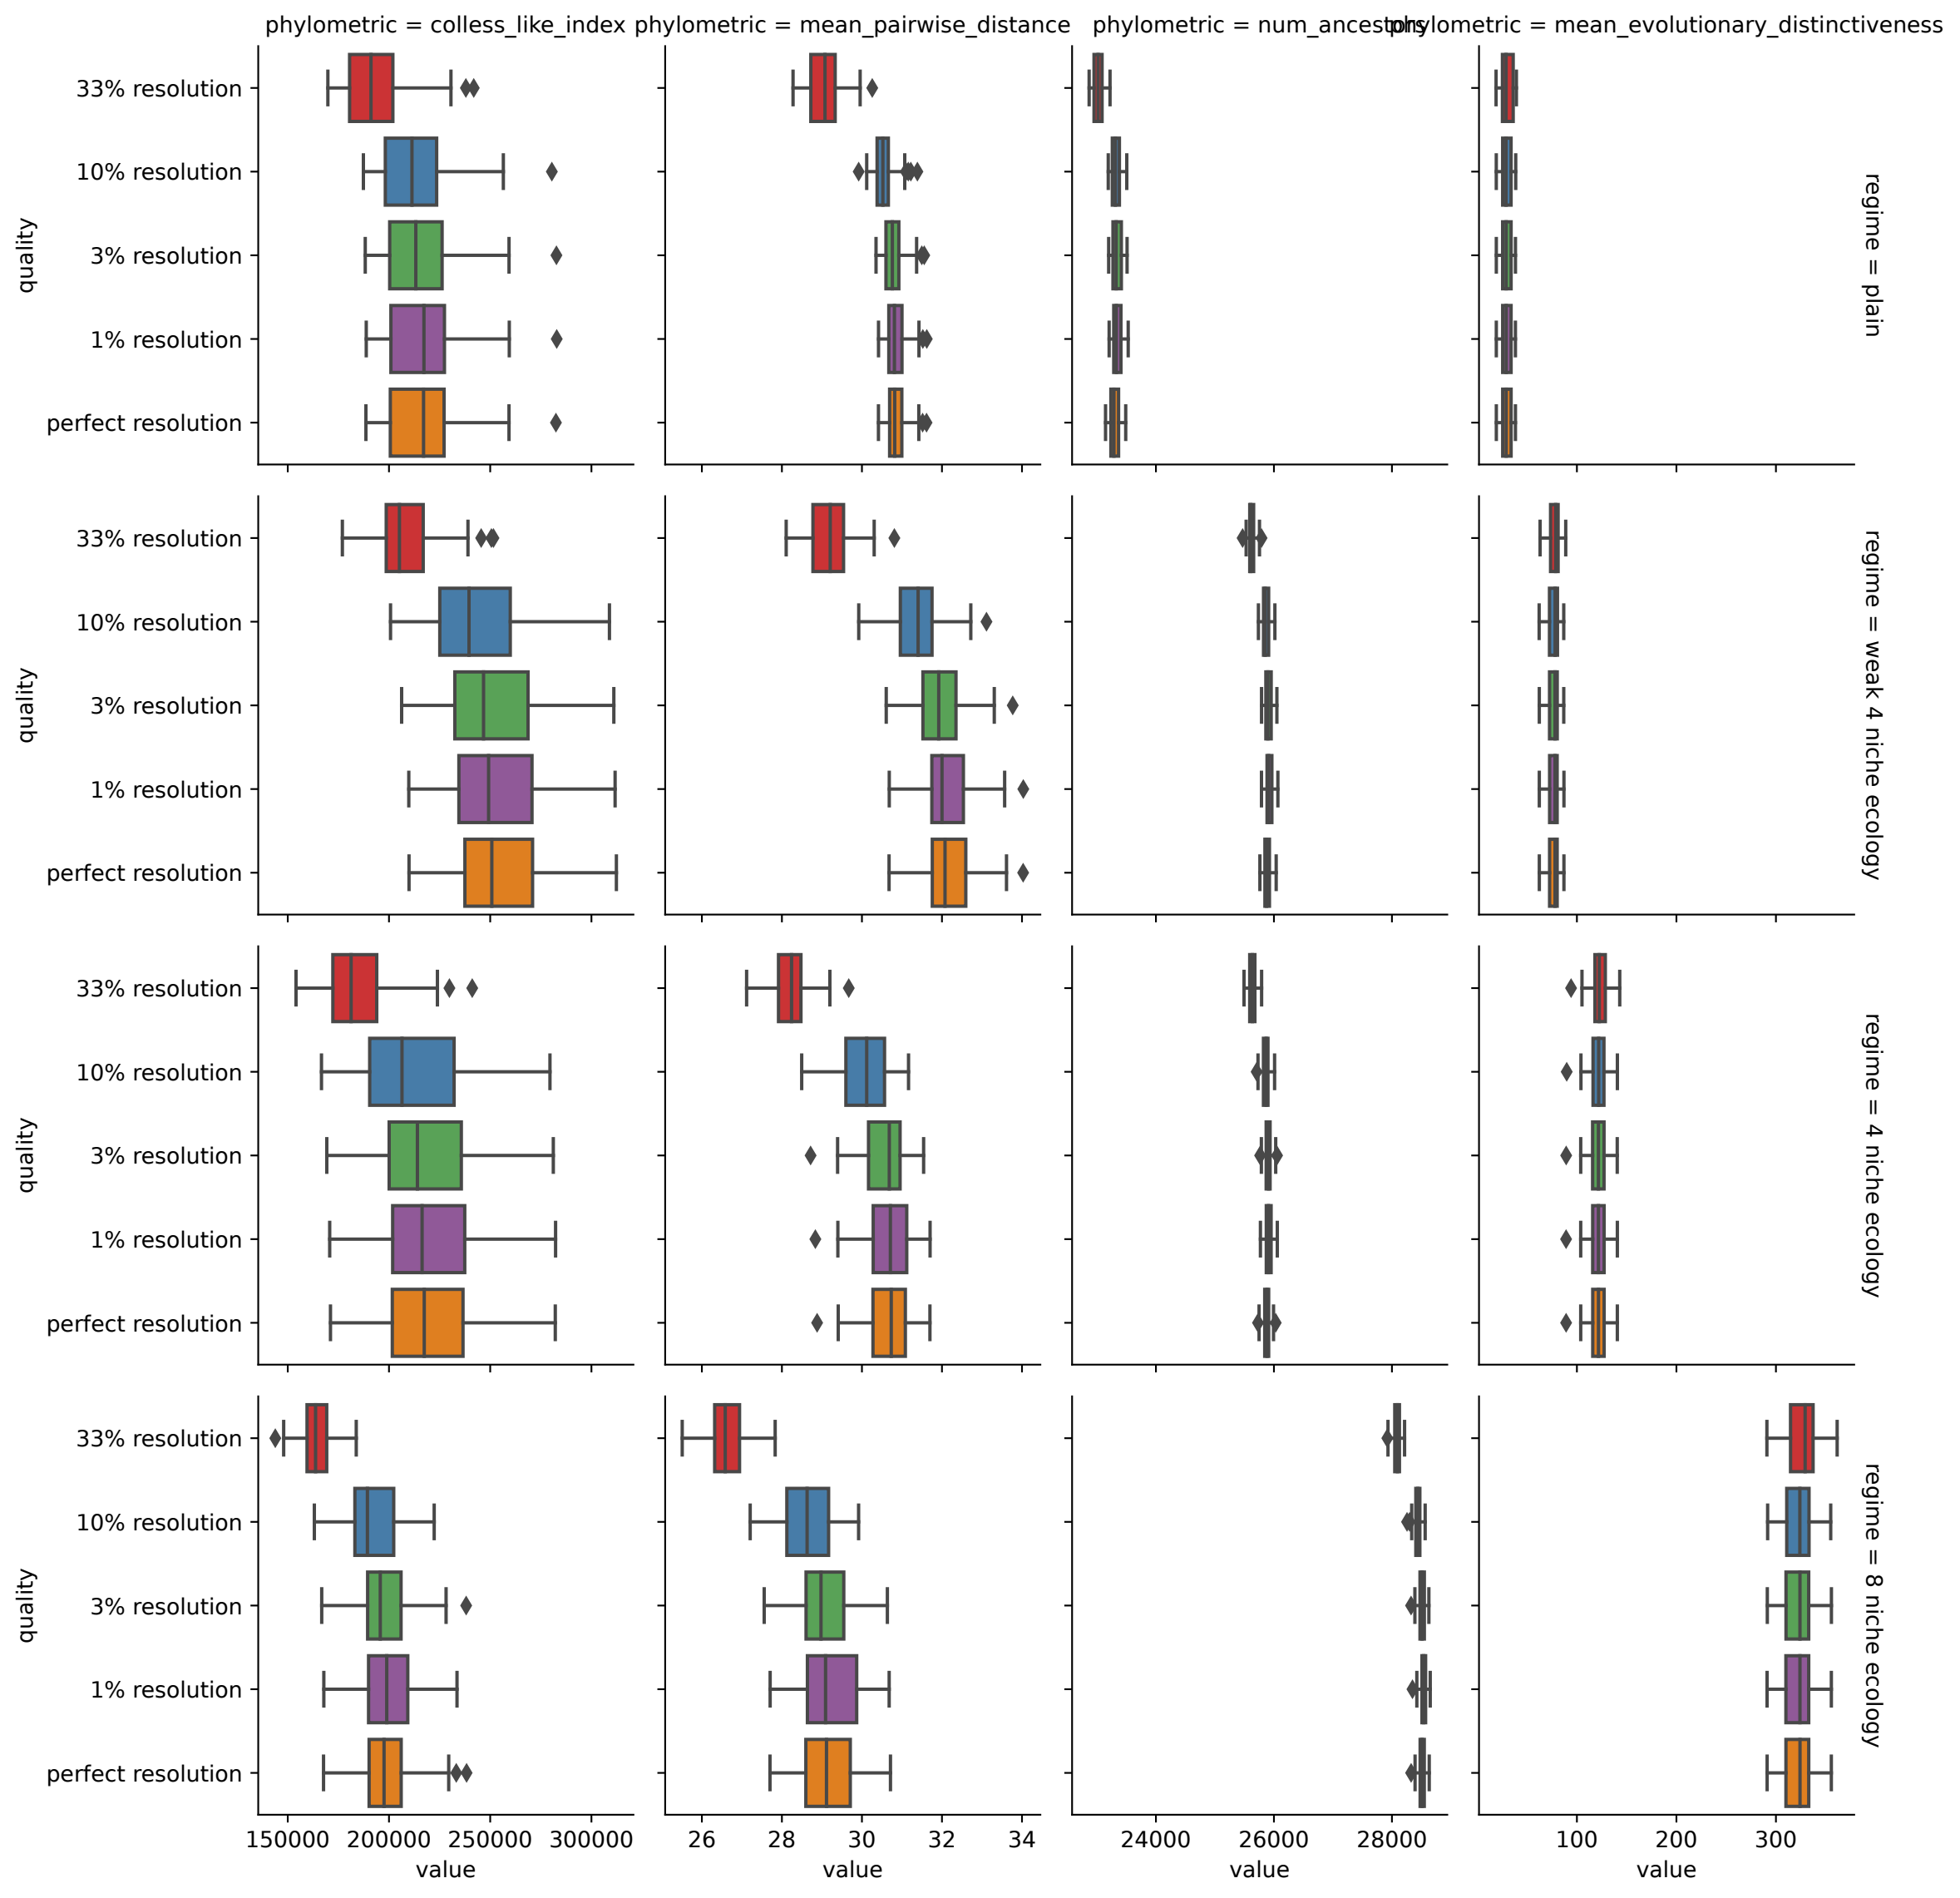 phylometric = colless_like_index phylometric = mean_pairwise_distance phylometric = num_ancestors phylometric = mean_evolutionary_distinctiveness
33% resolution
10% resolution
3% resolution
1% resolution
perfect resolution
quality
regime = plain
33% resolution
10% resolution
3% resolution
1% resolution
perfect resolution
quality
regime = weak 4 niche ecology
33% resolution
10% resolution
3% resolution
1% resolution
perfect resolution
quality
regime = 4 niche ecology
33% resolution
10% resolution
3% resolution
1% resolution
perfect resolution
quality
regime = 8 niche ecology
150000 200000 250000 300000 26 28 30 32 34 24000 26000 28000 100 200 300
value value value value